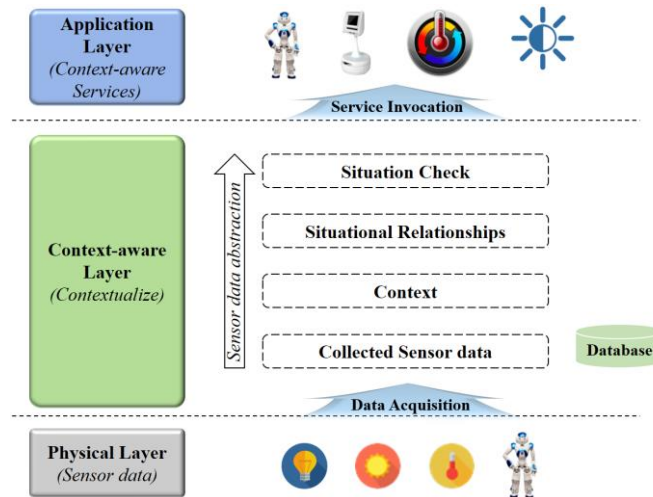 Application
Layer
(Context-aware
Services)
Service Invocation
Context-aware
Layer
(Contextualize)
Sensor data abstraction
Situation Check
Situational Relationships
Context
Collected Sensor data
Database
Data Acquisition
Physical Layer
(Sensor data)